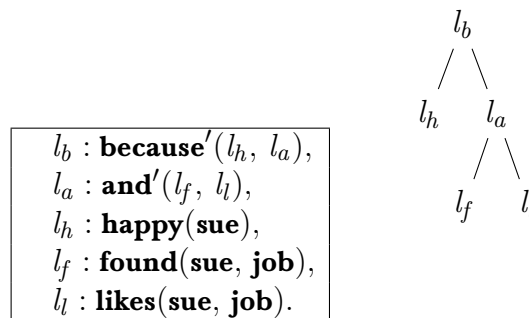 l_b
l_h l_a
l_f l
l_b : because′(l_h, l_a),
l_a : and′(l_f, l_l),
l_h : happy(sue),
l_f : found(sue, job),
l_l : likes(sue, job).